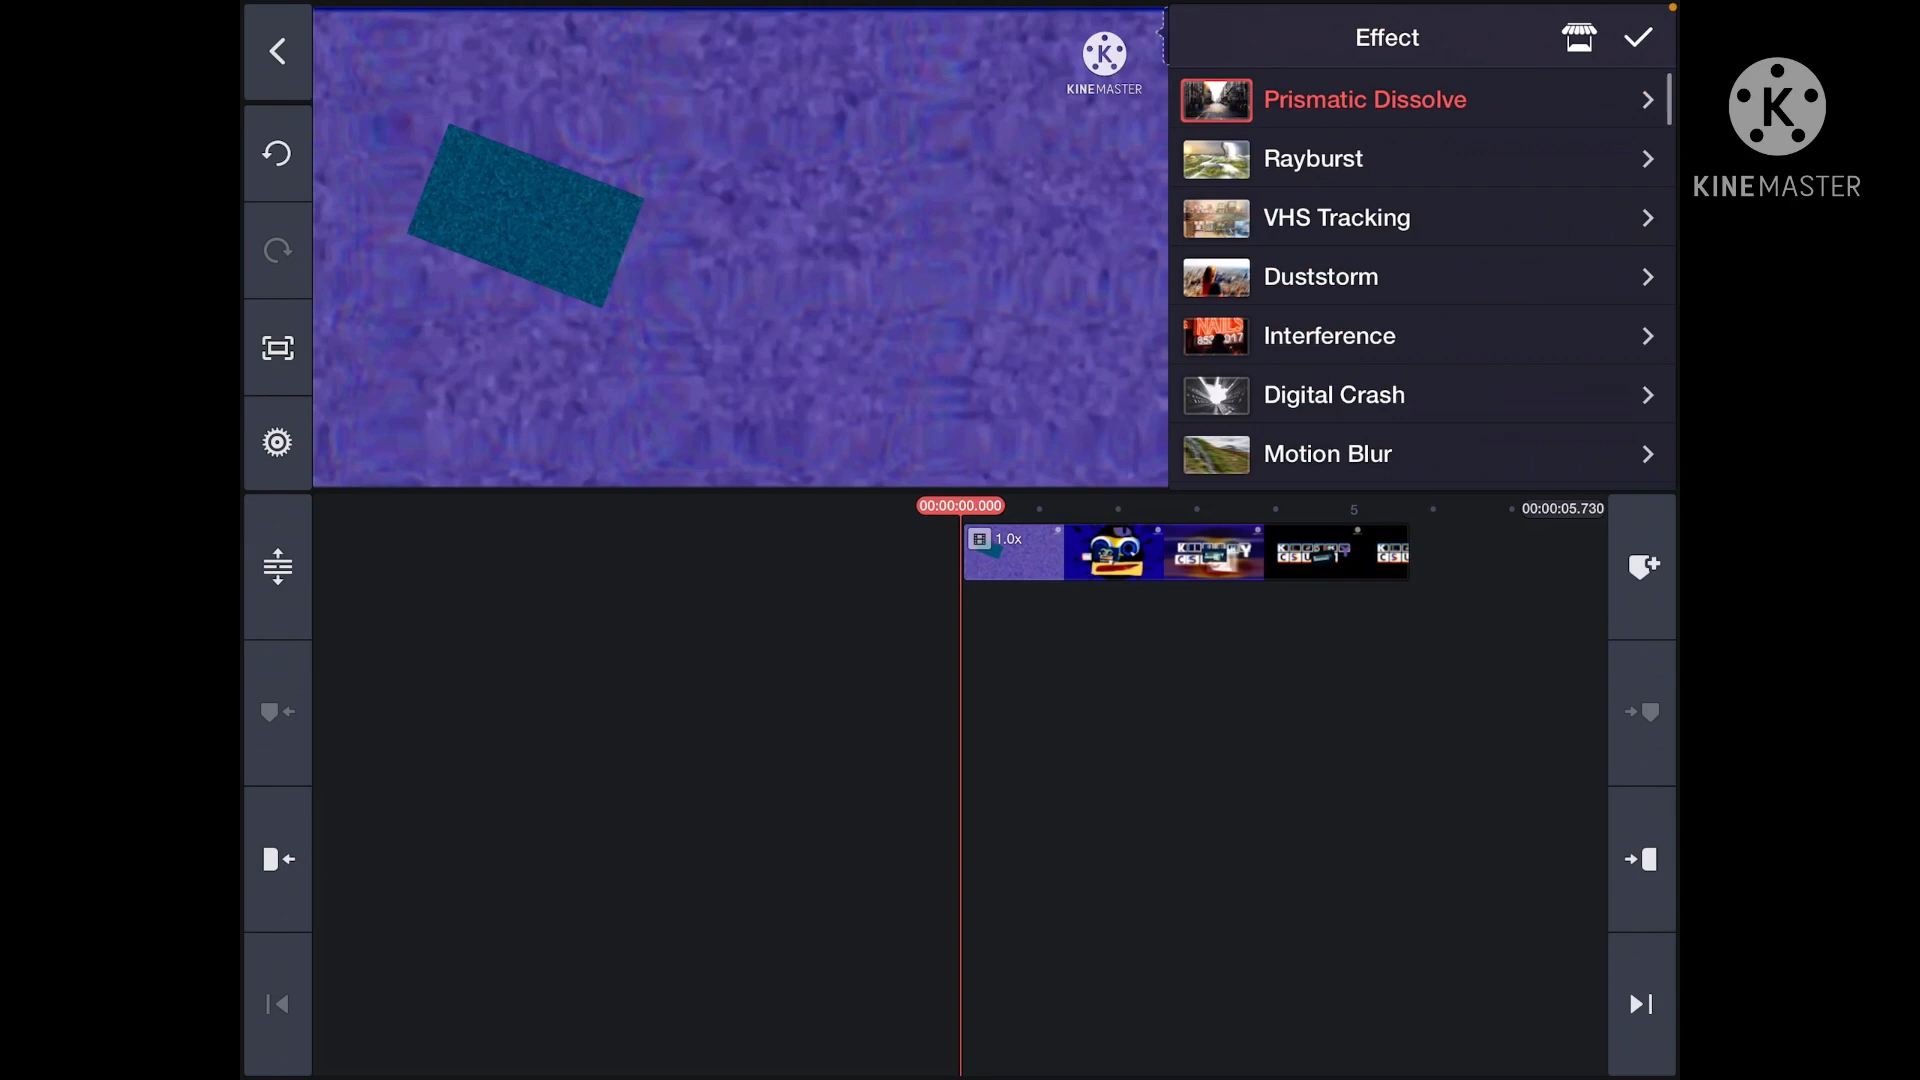 KINEMASTER
Effect
Prismatic Dissolve
Rayburst
VHS Tracking
Duststorm
NAILS
Interference
Digital Crash
Motion Blur
KINEMASTER
00:00:00.000
5
00:00:05.730
1.0x